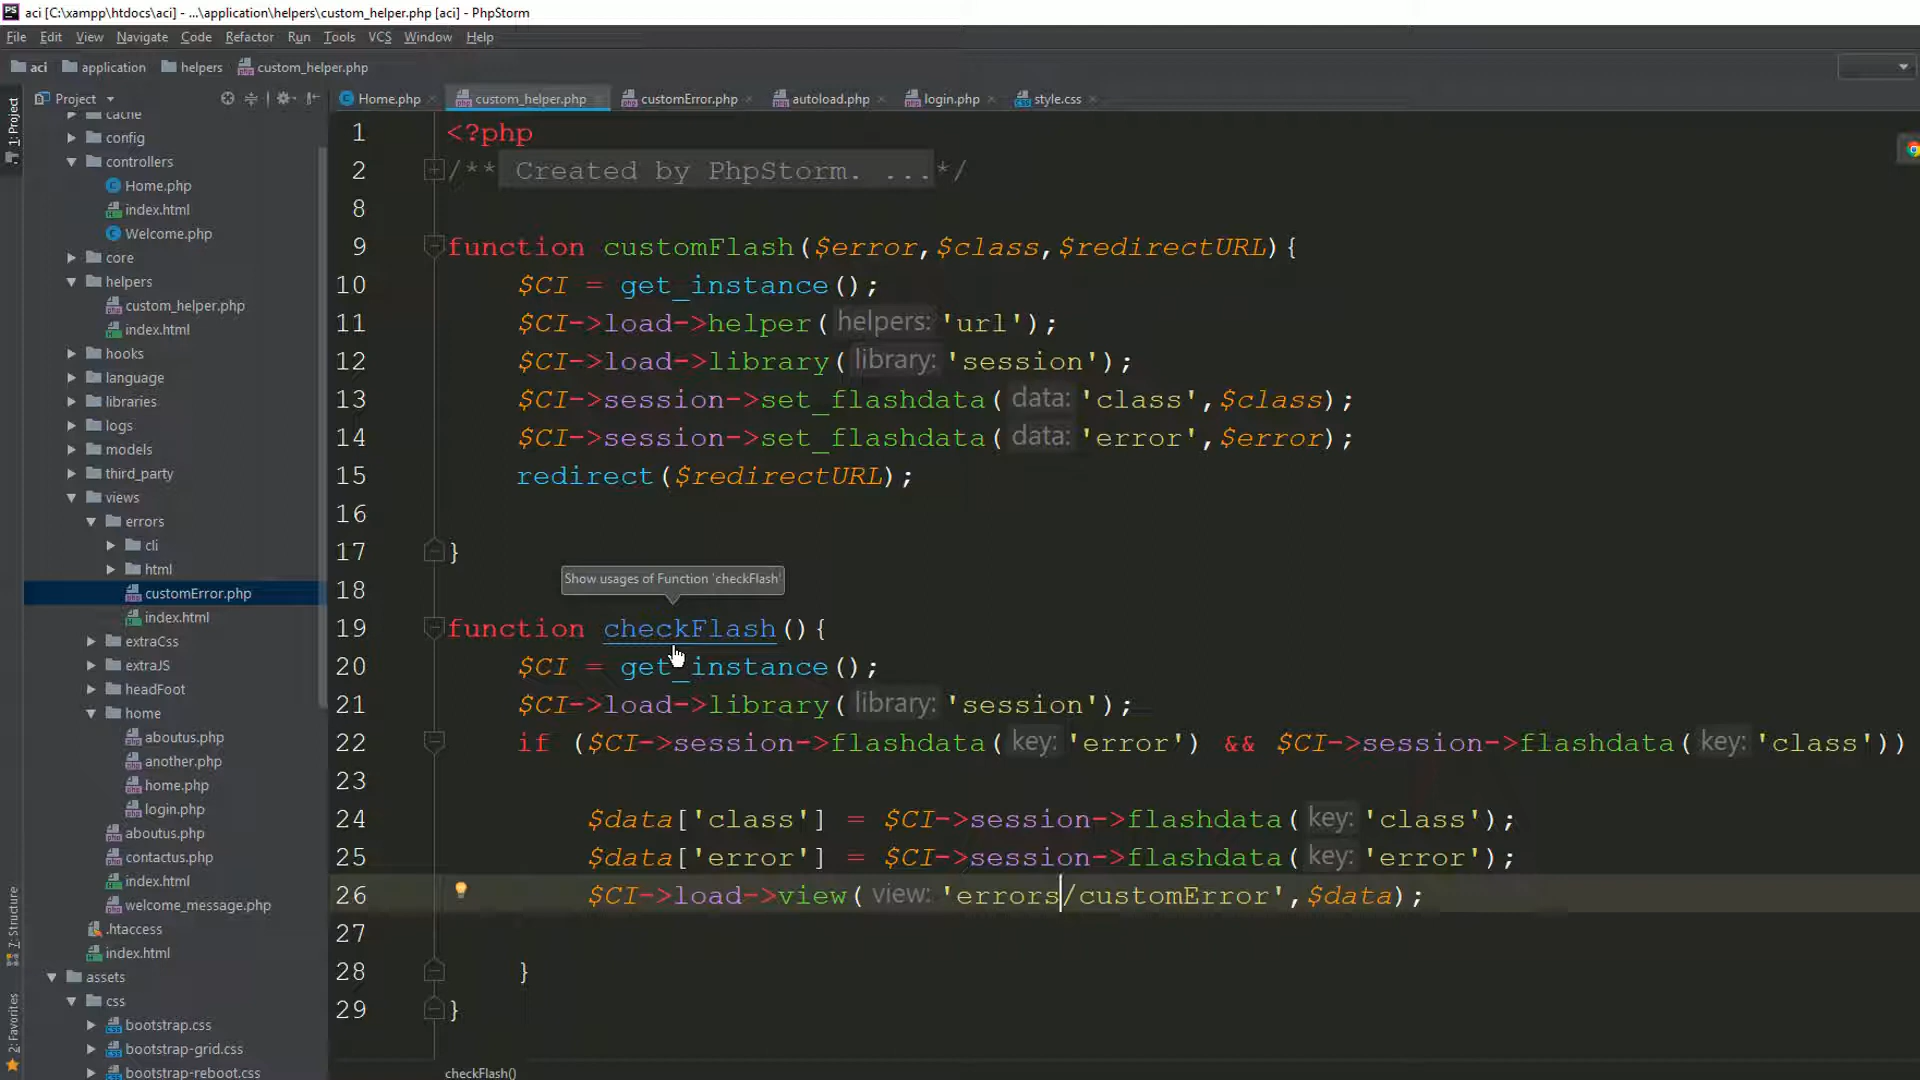 aci [C:\xampp\htdocs\aci] - ...\application\helpers\custom_helper.php [aci] - PhpStorm
File Edit View Navigate Code Refactor Run Tools VCS Window Help
aci application helpers custom_helper.php
Project
Home.php custom_helper.php customError.php autoload.php login.php style.css
1: Project
cache
config
controllers
Home.php
index.html
Welcome.php
core
helpers
custom_helper.php
index.html
hooks
language
libraries
logs
models
third_party
views
errors
cli
html
customError.php
index.html
extraCss
extraJS
headFoot
home
aboutus.php
another.php
home.php
login.php
aboutus.php
contactus.php
index.html
welcome_message.php
.htaccess
index.html
assets
css
bootstrap.css
bootstrap-grid.css
bootstrap-reboot.css
7: Structure
2: Favorites
1 <?php
2 /** Created by PhpStorm. ...*/
8
9 function customFlash($error,$class,$redirectURL){
10 $CI = get_instance();
11 $CI->load->helper( helpers: 'url');
12 $CI->load->library( library: 'session');
13 $CI->session->set_flashdata( data: 'class',$class);
14 $CI->session->set_flashdata( data: 'error',$error);
15 redirect($redirectURL);
16
17 }
Show usages of Function 'checkFlash'
18
19 function checkFlash(){
20 $CI = get_instance();
21 $CI->load->library( library: 'session');
22 if ($CI->session->flashdata( key: 'error') && $CI->session->flashdata( key: 'class'))
23
24 $data['class'] = $CI->session->flashdata( key: 'class');
25 $data['error'] = $CI->session->flashdata( key: 'error');
26 $CI->load->view( view: 'errors/customError',$data);
27
28 }
29 }
checkFlash()